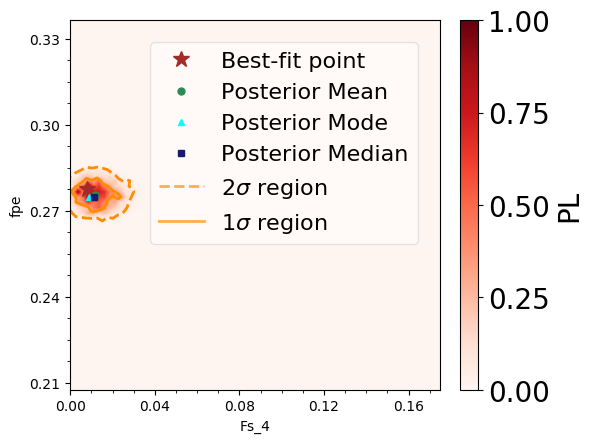 0.33
0.30
0.27
0.24
0.21
fpe
0.00
0.04
0.08
0.12
0.16
Fs_4
Best-fit point
Posterior Mean
Posterior Mode
Posterior Median
2σ region
1σ region
1.00
0.75
0.50
0.25
0.00
PL